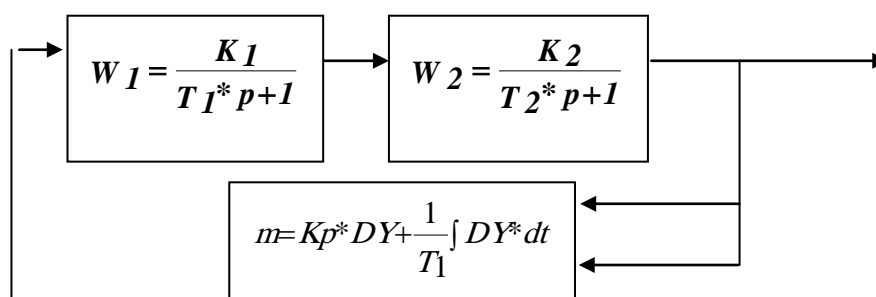 W 1 = K 1 / T 1 * p + 1
W 2 = K 2 / T 2 * p + 1
m = Kp * DY + 1 / T1 ∫ DY * dt